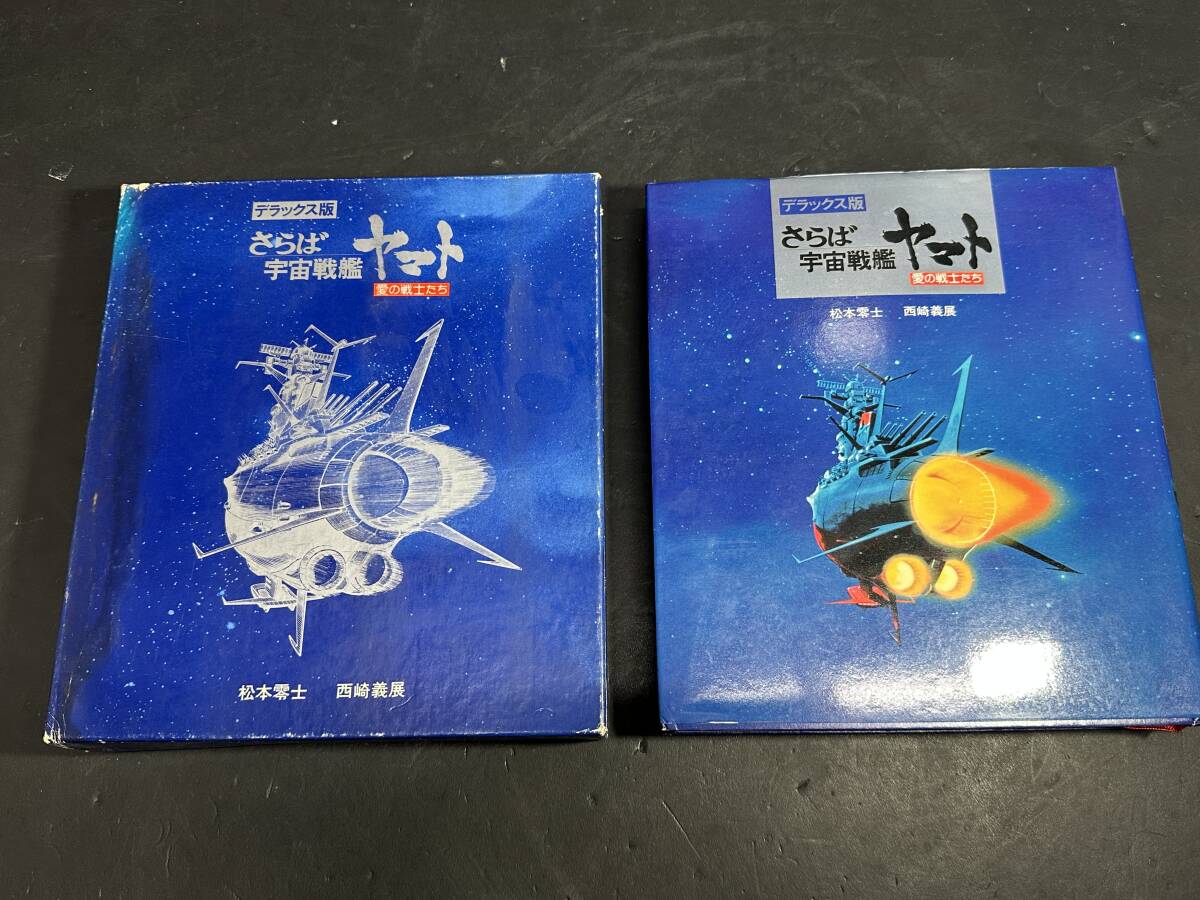 デラックス版
さらば
宇宙戦艦
ヤマト
愛の戦士たち
松本零士 西崎義展
デラックス版
さらば
宇宙戦艦
ヤマト
愛の戦士たち
松本零士 西崎義展